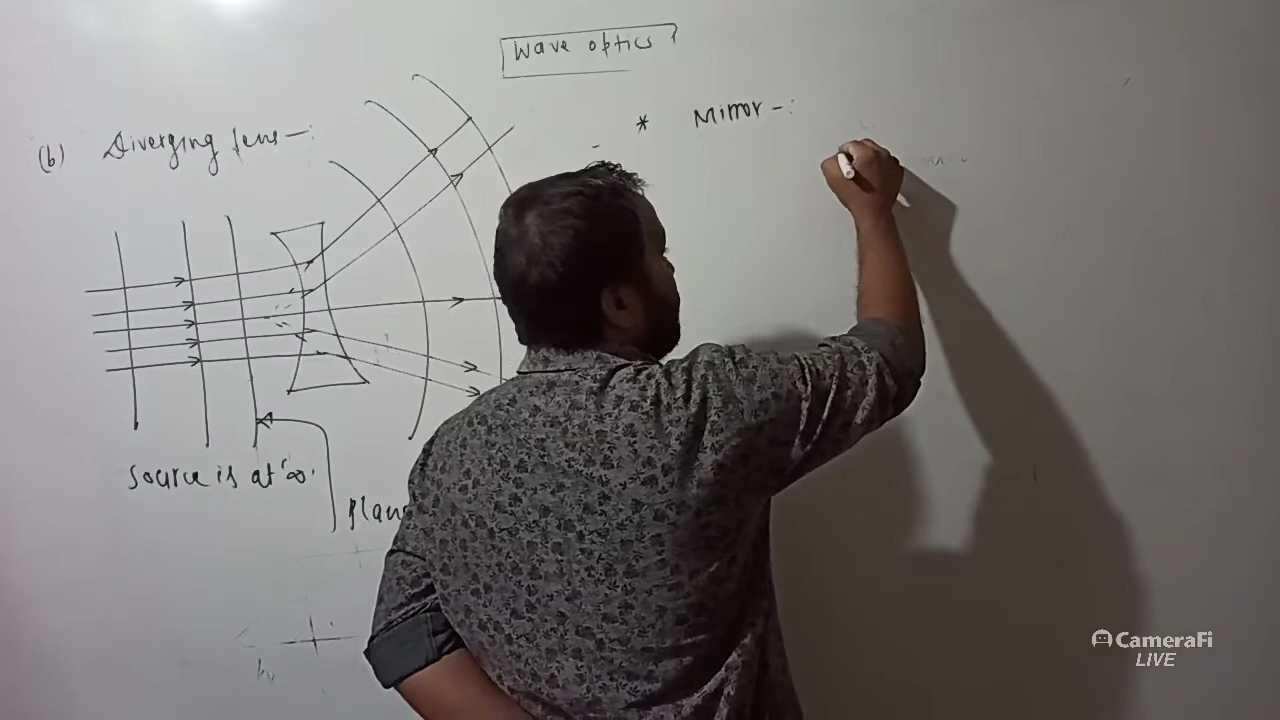 Wave optics
(b) Diverging lens -:
* Mirror -:
source is at '∞'
plane
CameraFi
LIVE